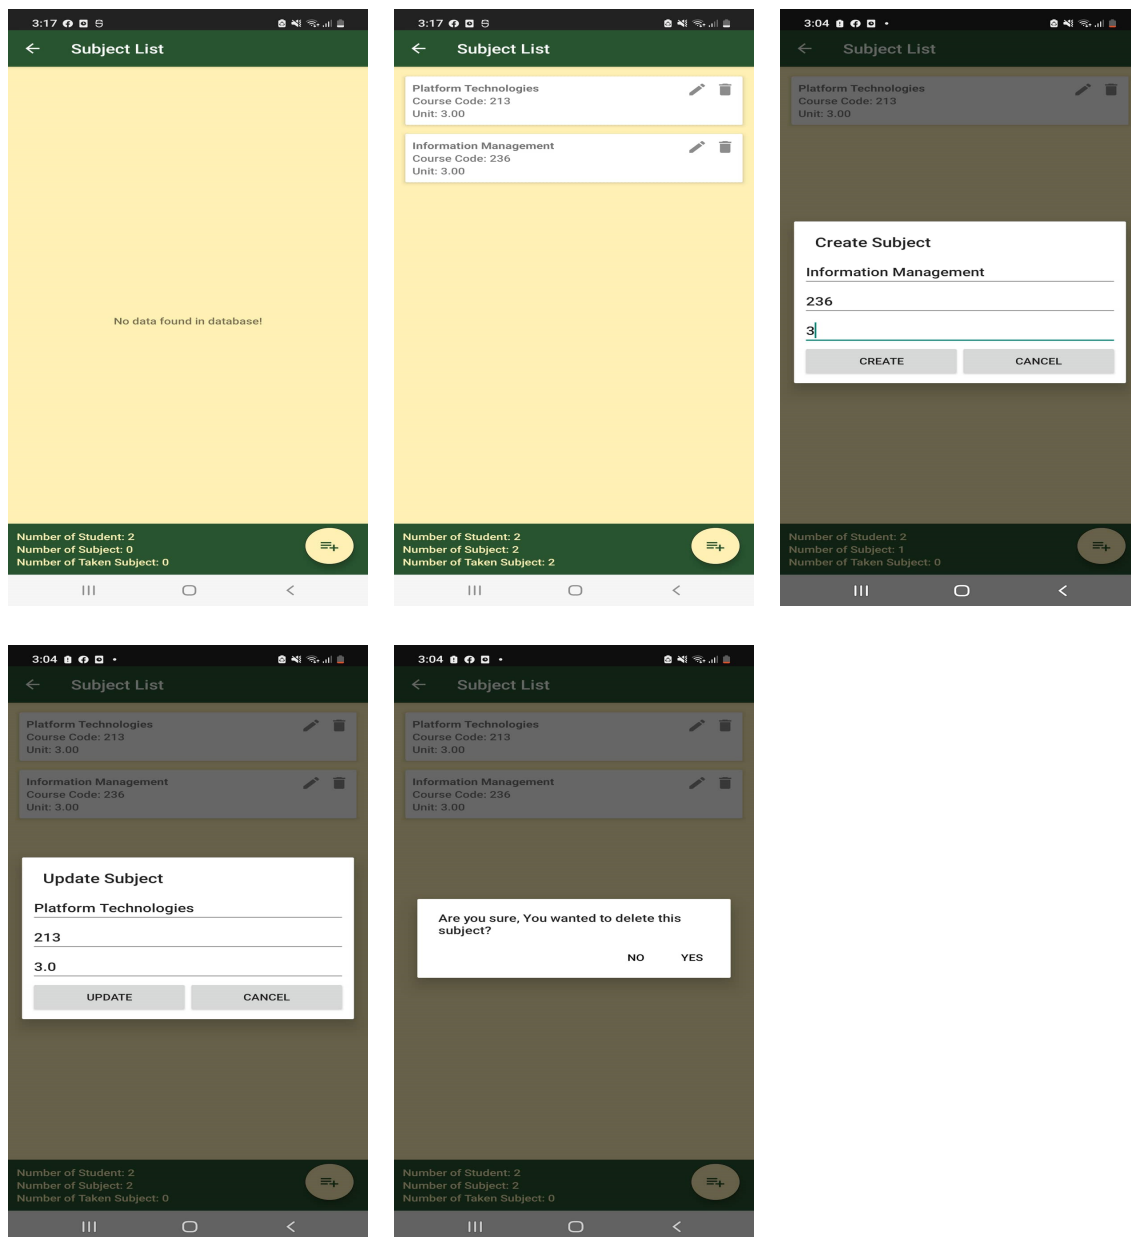 3:17
Subject List
No data found in database!
Number of Student: 2
Number of Subject: 0
Number of Taken Subject: 0
3:17
Subject List
Platform Technologies
Course Code: 213
Unit: 3.00
Information Management
Course Code: 236
Unit: 3.00
Number of Student: 2
Number of Subject: 2
Number of Taken Subject: 2
3:04
Subject List
Platform Technologies
Course Code: 213
Unit: 3.00
Create Subject
Information Management
236
3
CREATE CANCEL
Number of Student: 2
Number of Subject: 1
Number of Taken Subject: 0
3:04
Subject List
Platform Technologies
Course Code: 213
Unit: 3.00
Information Management
Course Code: 236
Unit: 3.00
Update Subject
Platform Technologies
213
3.0
UPDATE CANCEL
Number of Student: 2
Number of Subject: 2
Number of Taken Subject: 0
3:04
Subject List
Platform Technologies
Course Code: 213
Unit: 3.00
Information Management
Course Code: 236
Unit: 3.00
Are you sure, You wanted to delete this
subject?
NO YES
Number of Student: 2
Number of Subject: 2
Number of Taken Subject: 0